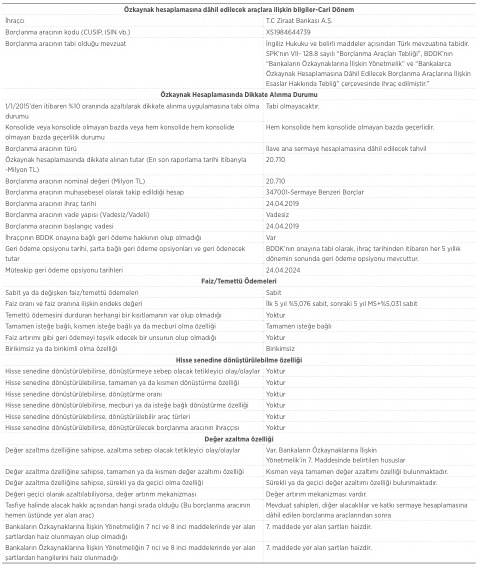 Özkaynak hesaplamasına dâhil edilecek araçlara ilişkin bilgiler-Cari Dönem
İhraçcı T.C Ziraat Bankası A.S.
Borçlanma aracının kodu (CUSIP, ISIN vb.) XS1984644739
Borçlanma aracının tabi olduğu mevzuat İngiliz Hukuku ve belirli maddeler açısından Türk mevzuatına tabidir.
SPK'nın VII- 128.8 sayılı "Borçlanma Araçları Tebliği", BDDK'nın
"Bankaların Özkaynaklarına İlişkin Yönetmelik" ve "Bankalarca
Özkaynak Hesaplamasına Dâhil Edilecek Borçlanma Araçlarına İlişkin
Esaslar Hakkında Tebliğ" çerçevesinde ihraç edilmiştir."
Özkaynak Hesaplamasında Dikkate Alınma Durumu
1/1/2015'den itibaren %10 oranında azaltılarak dikkate alınma uygulamasına tabi olma Tabi olmayacaktır.
durumu
Konsolide veya konsolide olmayan bazda veya hem konsolide hem konsolide Hem konsolide hem konsolide olmayan bazda geçerlidir.
olmayan bazda geçerlilik durumu
Borçlanma aracının türü İlave ana sermaye hesaplamasına dâhil edilecek tahvil
Özkaynak hesaplamasında dikkate alınan tutar (En son raporlama tarihi itibarıyla 20.710
-Milyon TL)
Borçlanma aracının nominal değeri (Milyon TL) 20.710
Borçlanma aracının muhasebesel olarak takip edildiği hesap 347001-Sermaye Benzeri Borçlar
Borçlanma aracının ihraç tarihi 24.04.2019
Borçlanma aracının vade yapısı (Vadesiz/Vadeli) Vadesiz
Borçlanma aracının başlangıç vadesi 24.04.2019
İhraççının BDDK onayına bağlı geri ödeme hakkının olup olmadığı Var
Geri ödeme opsiyonu tarihi, şarta bağlı geri ödeme opsiyonları ve geri ödenecek BDDK'nın onayına tabi olarak, ihraç tarihinden itibaren her 5 yıllık
tutar dönemin sonunda geri ödeme opsiyonu mevcuttur.
Müteakip geri ödeme opsiyonu tarihleri 24.04.2024
Faiz/Temettü Ödemeleri
Sabit ya da değişken faiz/temettü ödemeleri Sabit
Faiz oranı ve faiz oranına ilişkin endeks değeri İlk 5 yıl %5,076 sabit, sonraki 5 yıl MS+%5,031 sabit
Temettü ödemesini durduran herhangi bir kısıtlamanın var olup olmadığı Yoktur
Tamamen isteğe bağlı, kısmen isteğe bağlı ya da mecburi olma özelliği Tamamen isteğe bağlı
Faiz artırımı gibi geri ödemeyi teşvik edecek bir unsurun olup olmadığı Yoktur
Birikimsiz ya da birikimli olma özelliği Birikimsiz
Hisse senedine dönüştürülebilme özelliği
Hisse senedine dönüştürülebilirse, dönüştürmeye sebep olacak tetikleyici olay/olaylar Yoktur
Hisse senedine dönüştürülebilirse, tamamen ya da kısmen dönüştürme özelliği Yoktur
Hisse senedine dönüştürülebilirse, dönüştürme oranı Yoktur
Hisse senedine dönüştürülebilirse, mecburi ya da isteğe bağlı dönüştürme özelliği Yoktur
Hisse senedine dönüştürülebilirse, dönüştürülebilir araç türleri Yoktur
Hisse senedine dönüştürülebilirse, dönüştürülecek borçlanma aracının ihraççısı Yoktur
Değer azaltma özelliği
Değer azaltma özelliğine sahipse, azaltıma sebep olacak tetikleyici olay/olaylar Var. Bankaların Özkaynaklarına İlişkin
Yönetmelik'in 7. Maddesinde belirtilen hususlar
Değer azaltma özelliğine sahipse, tamamen ya da kısmen değer azaltımı özelliği Kısmen veya tamamen değer azaltımı özelliği bulunmaktadır.
Değer azaltma özelliğine sahipse, sürekli ya da geçici olma özelliği Sürekli ya da geçici değer azaltımı özelliği bulunmaktadır.
Değeri geçici olarak azaltılabiliyorsa, değer artırım mekanizması Değer artırım mekanizması vardır.
Tasfiye halinde alacak hakkı açısından hangi sırada olduğu (Bu borçlanma aracının Mevduat sahipleri, diğer alacaklılar ve katkı sermaye hesaplamasına
hemen üstünde yer alan araç) dâhil edilen borçlanma araçlarından sonra
Bankaların Özkaynaklarına İlişkin Yönetmeliğin 7 nci ve 8 inci maddelerinde yer alan 7. maddede yer alan şartları haizdir.
şartlardan haiz olunmayan olup olmadığı
Bankaların Özkaynaklarına İlişkin Yönetmeliğin 7 nci ve 8 inci maddelerinde yer alan 7. maddede yer alan şartları haizdir.
şartlardan hangilerini haiz olunmadığı